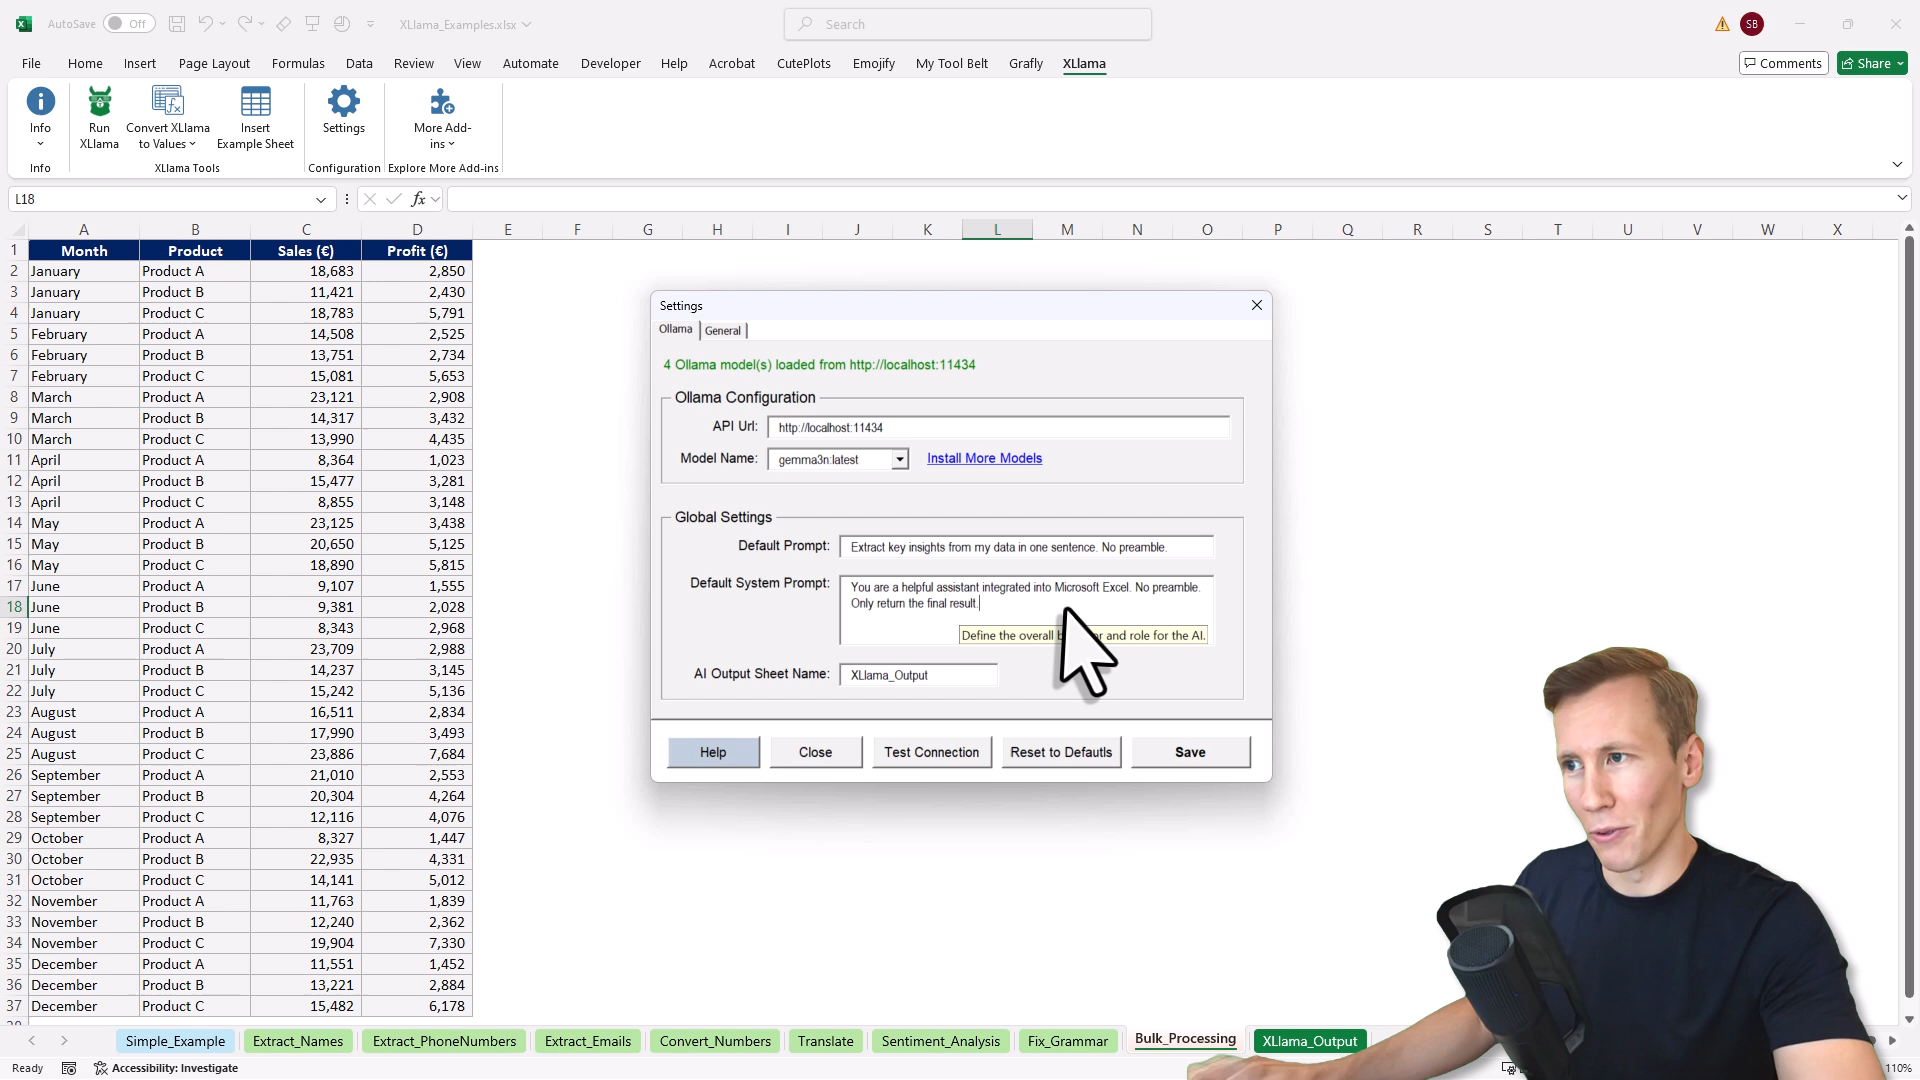 AutoSave Off XLlama_Examples.xlsx Search SB
File Home Insert Page Layout Formulas Data Review View Automate Developer Help Acrobat CutePlots Emojify My Tool Belt Grafly XLlama Comments Share
Info Run XLlama Convert XLlama to Values Insert Example Sheet Settings More Add-ins
Info XLlama Tools Configuration Explore More Add-ins
L18 fx
A B C D E F G H I J K L M N O P Q R S T U V W X
1 Month Product Sales (€) Profit (€)
2 January Product A 18,683 2,850
3 January Product B 11,421 2,430
4 January Product C 18,783 5,791
5 February Product A 14,508 2,525
6 February Product B 13,751 2,734
7 February Product C 15,081 5,653
8 March Product A 23,121 2,908
9 March Product B 14,317 3,432
10 March Product C 13,990 4,435
11 April Product A 8,364 1,023
12 April Product B 15,477 3,281
13 April Product C 8,855 3,148
14 May Product A 23,125 3,438
15 May Product B 20,650 5,125
16 May Product C 18,890 5,815
17 June Product A 9,107 1,555
18 June Product B 9,381 2,028
19 June Product C 8,343 2,968
20 July Product A 23,709 2,988
21 July Product B 14,237 3,145
22 July Product C 15,242 5,136
23 August Product A 16,511 2,834
24 August Product B 17,990 3,493
25 August Product C 23,886 7,684
26 September Product A 21,010 2,553
27 September Product B 20,304 4,264
28 September Product C 12,116 4,076
29 October Product A 8,327 1,447
30 October Product B 22,935 4,331
31 October Product C 14,141 5,012
32 November Product A 11,763 1,839
33 November Product B 12,240 2,362
34 November Product C 19,904 7,330
35 December Product A 11,551 1,452
36 December Product B 13,221 2,884
37 December Product C 15,482 6,178
Settings
Ollama General
4 Ollama model(s) loaded from http://localhost:11434
Ollama Configuration
API Url: http://localhost:11434
Model Name: gemma3n:latest Install More Models
Global Settings
Default Prompt: Extract key insights from my data in one sentence. No preamble.
Default System Prompt: You are a helpful assistant integrated into Microsoft Excel. No preamble.
Only return the final result.
Define the overall and role for the AI.
AI Output Sheet Name: XLlama_Output
Help Close Test Connection Reset to Defautls Save
Simple_Example Extract_Names Extract_PhoneNumbers Extract_Emails Convert_Numbers Translate Sentiment_Analysis Fix_Grammar Bulk_Processing XLlama_Output
Ready Accessibility: Investigate 110%